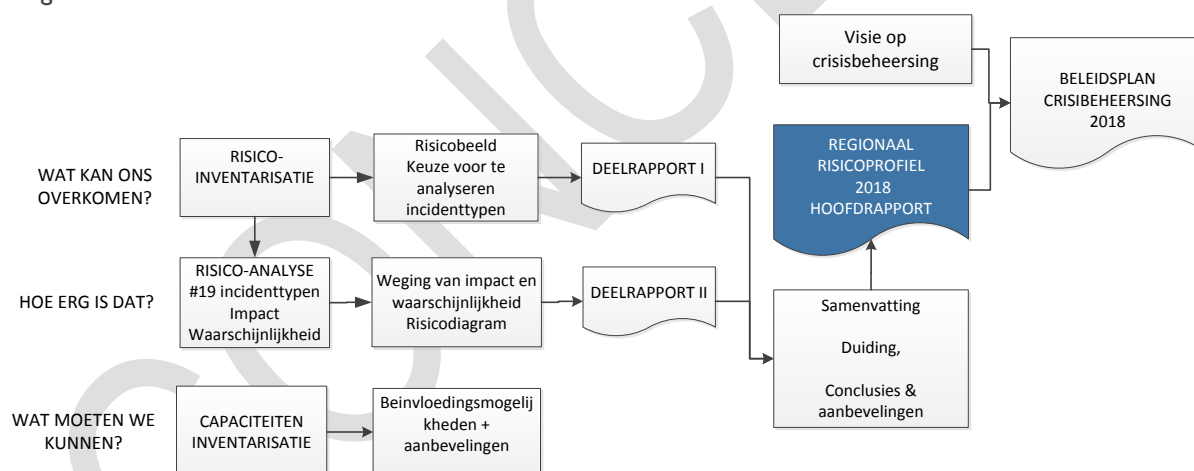 Visie op
crisisbeheersing
BELEIDSPLAN
CRISIBEHEERSING
2018
WAT KAN ONS
OVERKOMEN?
RISICO-
INVENTARISATIE
Risicobeeld
Keuze voor te
analyseren
incidenttypen
DEELRAPPORT I
REGIONAAL
RISICOPROFIEL
2018
HOOFDRAPPORT
HOE ERG IS DAT?
RISICO-ANALYSE
#19 incidenttypen
Impact
Waarschijnlijkheid
Weging van impact en
waarschijnlijkheid
Risicodiagram
DEELRAPPORT II
Samenvatting
Duiding,
Conclusies &
aanbevelingen
WAT MOETEN WE
KUNNEN?
CAPACITEITEN
INVENTARISATIE
Beinvloedingsmogelij
kheden +
aanbevelingen